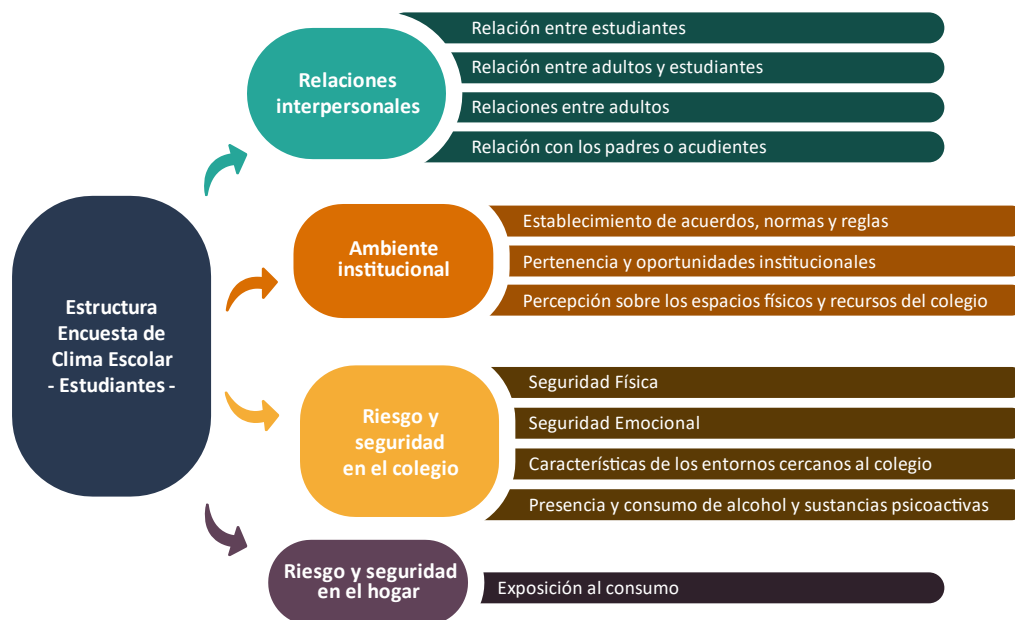 Estructura
Encuesta de
Clima Escolar
- Estudiantes -
Relaciones
interpersonales
Relación entre estudiantes
Relación entre adultos y estudiantes
Relaciones entre adultos
Relación con los padres o acudientes
Ambiente
institucional
Establecimiento de acuerdos, normas y reglas
Pertenencia y oportunidades institucionales
Percepción sobre los espacios físicos y recursos del colegio
Riesgo y
seguridad
en el colegio
Seguridad Física
Seguridad Emocional
Características de los entornos cercanos al colegio
Presencia y consumo de alcohol y sustancias psicoactivas
Riesgo y seguridad
en el hogar
Exposición al consumo